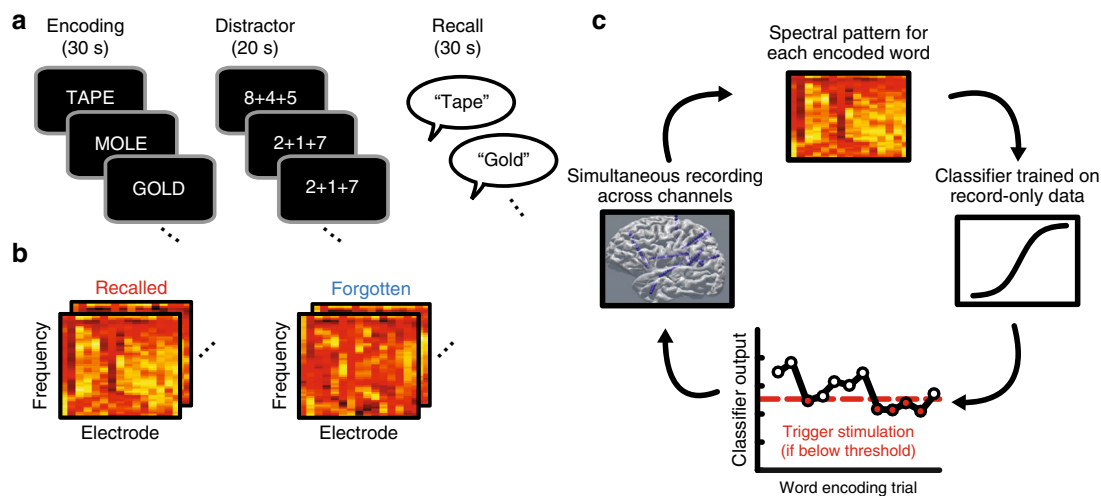 a
Encoding
(30 s)
Distractor
(20 s)
Recall
(30 s)
TAPE
MOLE
GOLD
8+4+5
2+1+7
2+1+7
“Tape”
“Gold”
b
Recalled
Forgotten
Frequency
Electrode
Frequency
Electrode
c
Spectral pattern for
each encoded word
Simultaneous recording
across channels
Classifier trained on
record-only data
Classifier output
Trigger stimulation
(if below threshold)
Word encoding trial